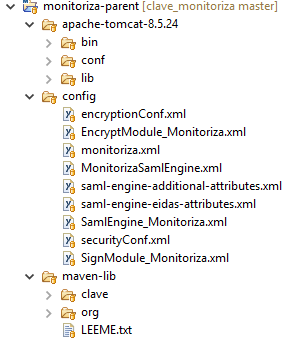 monitoriza-parent [clave_monitoriza master]
apache-tomcat-8.5.24
bin
conf
lib
config
encryptionConf.xml
EncryptModule_Monitoriza.xml
monitoriza.xml
MonitorizaSamlEngine.xml
saml-engine-additional-attributes.xml
saml-engine-eidas-attributes.xml
SamlEngine_Monitoriza.xml
securityConf.xml
SignModule_Monitoriza.xml
maven-lib
clave
org
LEEME.txt